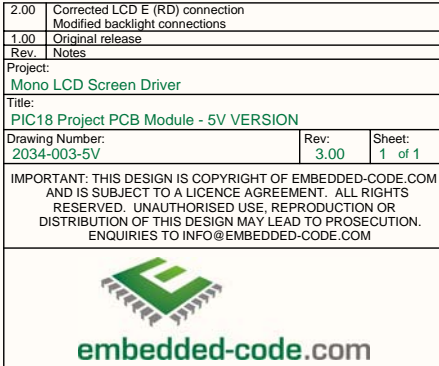 2.00 Corrected LCD E (RD) connection
Modified backlight connections
1.00 Original release
Rev. Notes
Project:
Mono LCD Screen Driver
Title:
PIC18 Project PCB Module - 5V VERSION
Drawing Number: Rev: Sheet:
2034-003-5V 3.00 1 of 1
IMPORTANT: THIS DESIGN IS COPYRIGHT OF EMBEDDED-CODE.COM
AND IS SUBJECT TO A LICENCE AGREEMENT. ALL RIGHTS
RESERVED. UNAUTHORISED USE, REPRODUCTION OR
DISTRIBUTION OF THIS DESIGN MAY LEAD TO PROSECUTION.
ENQUIRIES TO INFO@EMBEDDED-CODE.COM
embedded-code.com